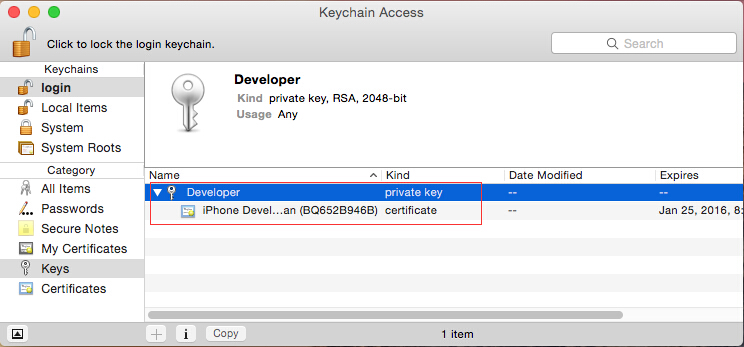 Keychain Access
Click to lock the login keychain.
Search
Keychains
login
Local Items
System
System Roots
Category
All Items
Passwords
Secure Notes
My Certificates
Keys
Certificates
Developer
Kind private key, RSA, 2048-bit
Usage Any
Name Kind Date Modified Expires
Developer private key -- --
iPhone Devel...an (BQ652B946B) certificate -- Jan 25, 2016, 8:
Copy
1 item